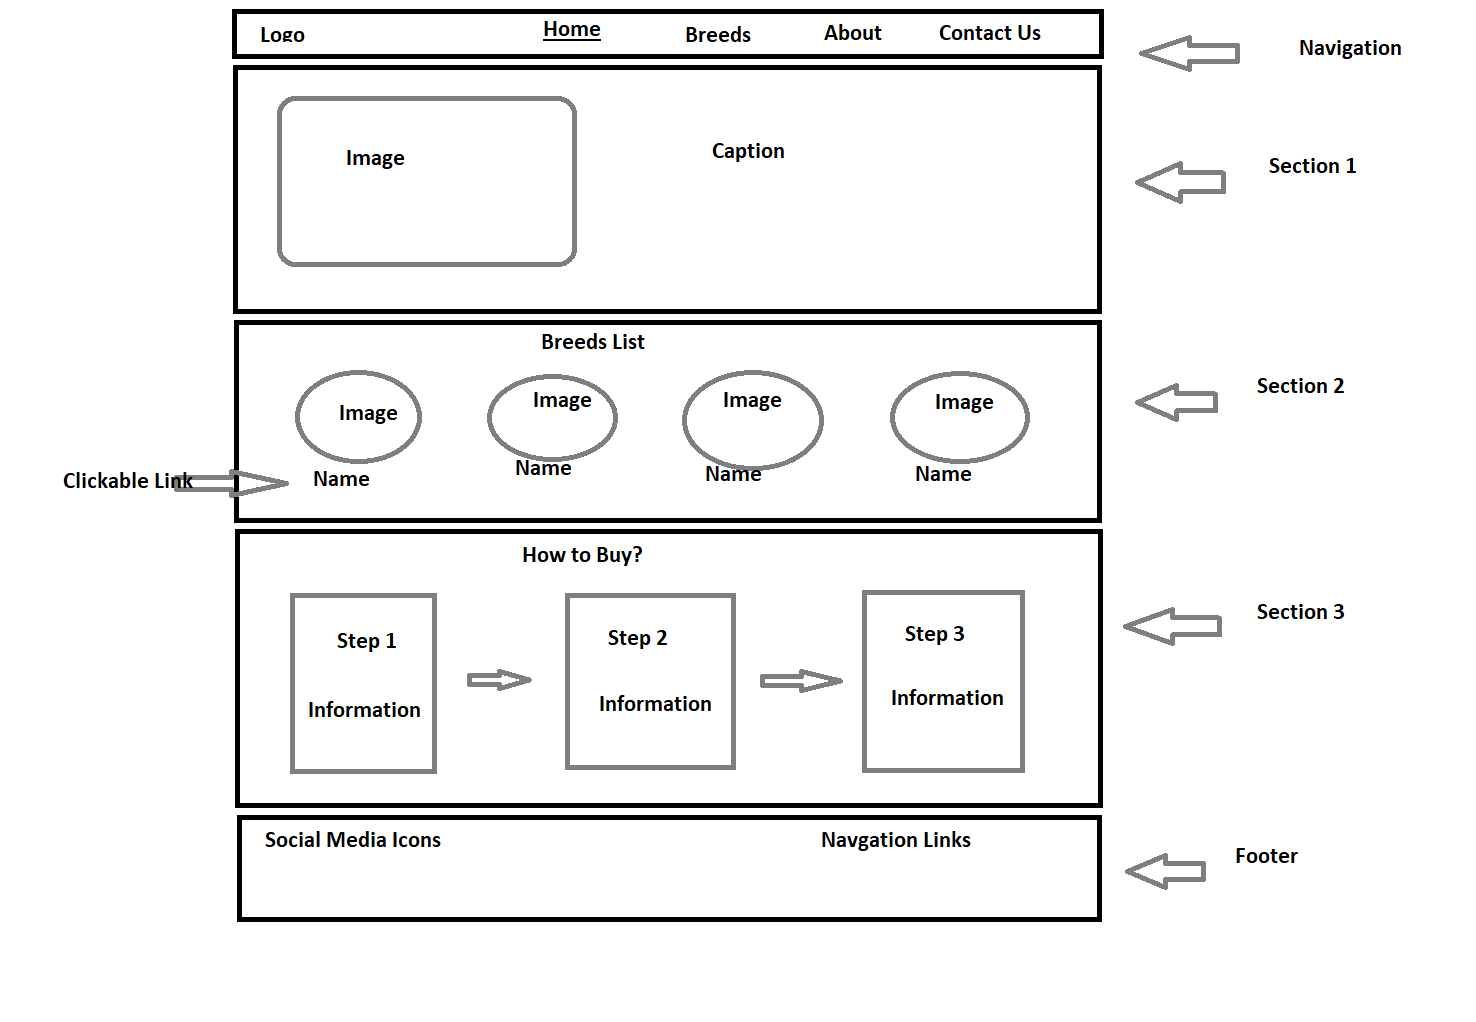 Logo
Home
Breeds
About
Contact Us
Navigation
Image
Caption
Section 1
Breeds List
Section 2
Image
Image
Image
Image
Clickable Link
Name
Name
Name
Name
How to Buy?
Section 3
Step 1
Step 2
Step 3
Information
Information
Information
Social Media Icons
Navgation Links
Footer